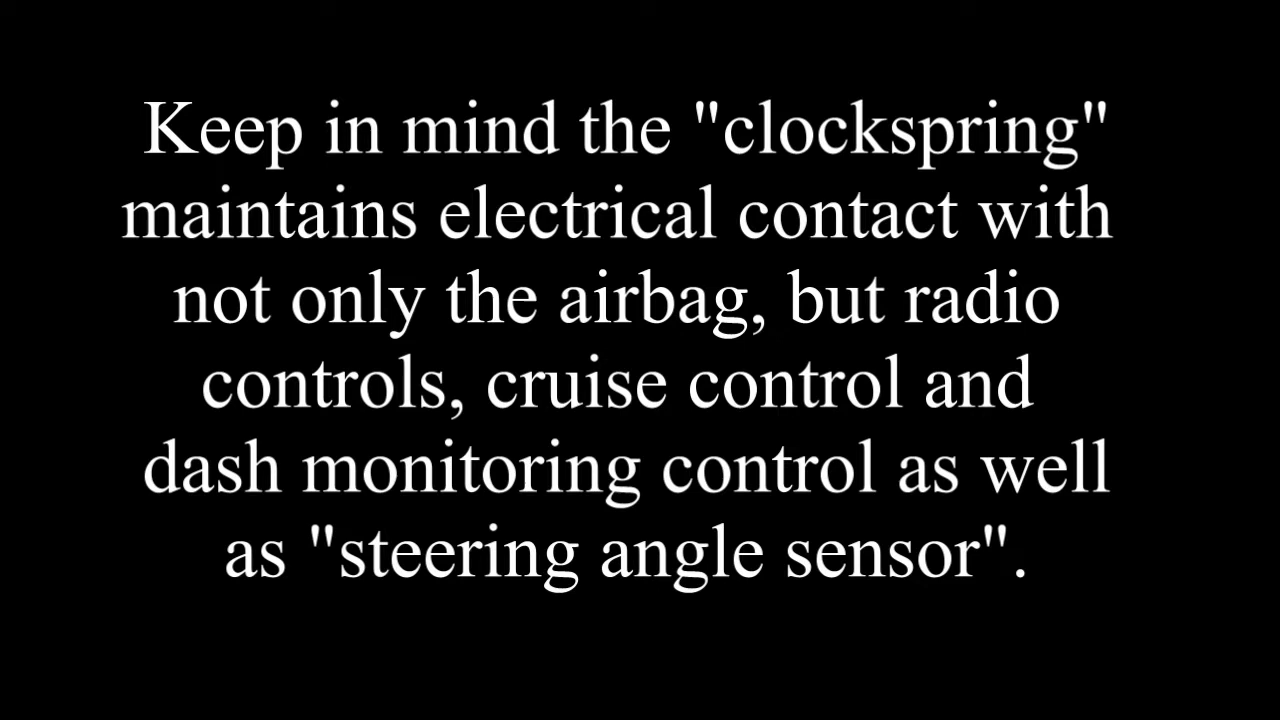 Keep in mind the "clockspring"
maintains electrical contact with
not only the airbag, but radio
controls, cruise control and
dash monitoring control as well
as "steering angle sensor".